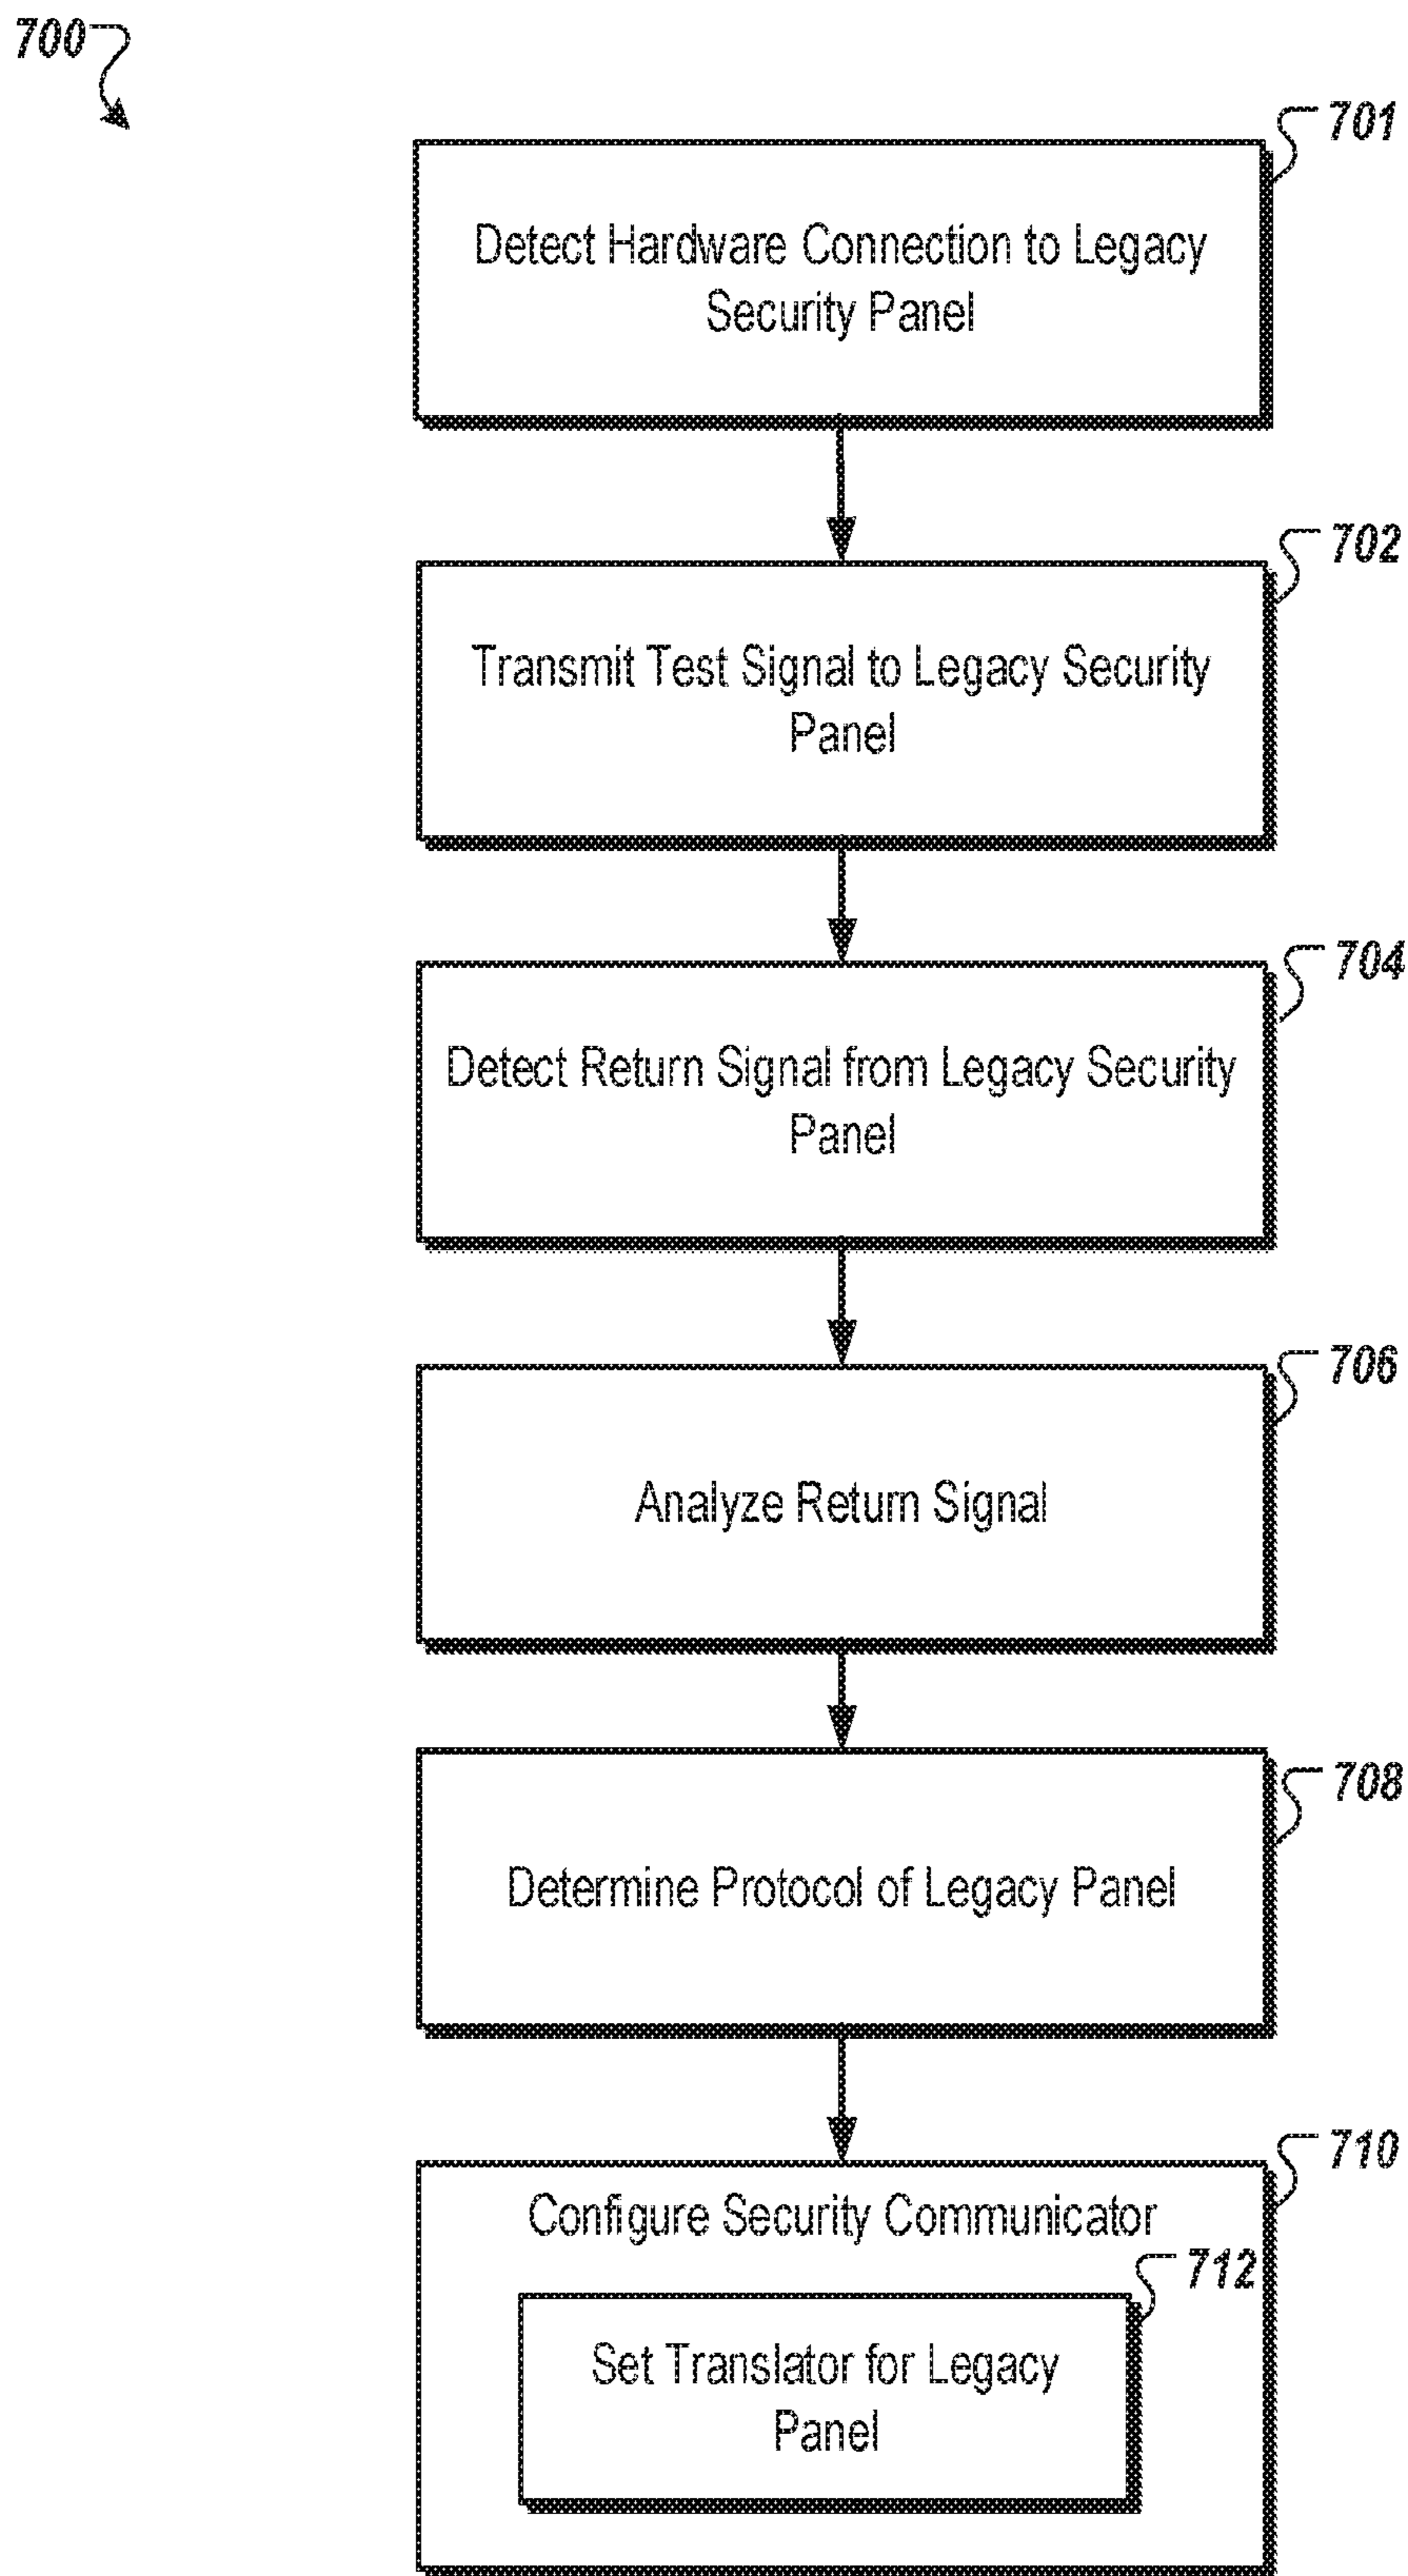 700
701
Detect Hardware Connection to Legacy
Security Panel
702
Transmit Test Signal to Legacy Security
Panel
704
Detect Return Signal from Legacy Security
Panel
706
Analyze Return Signal
708
Determine Protocol of Legacy Panel
710
Configure Security Communicator
712
Set Translator for Legacy
Panel